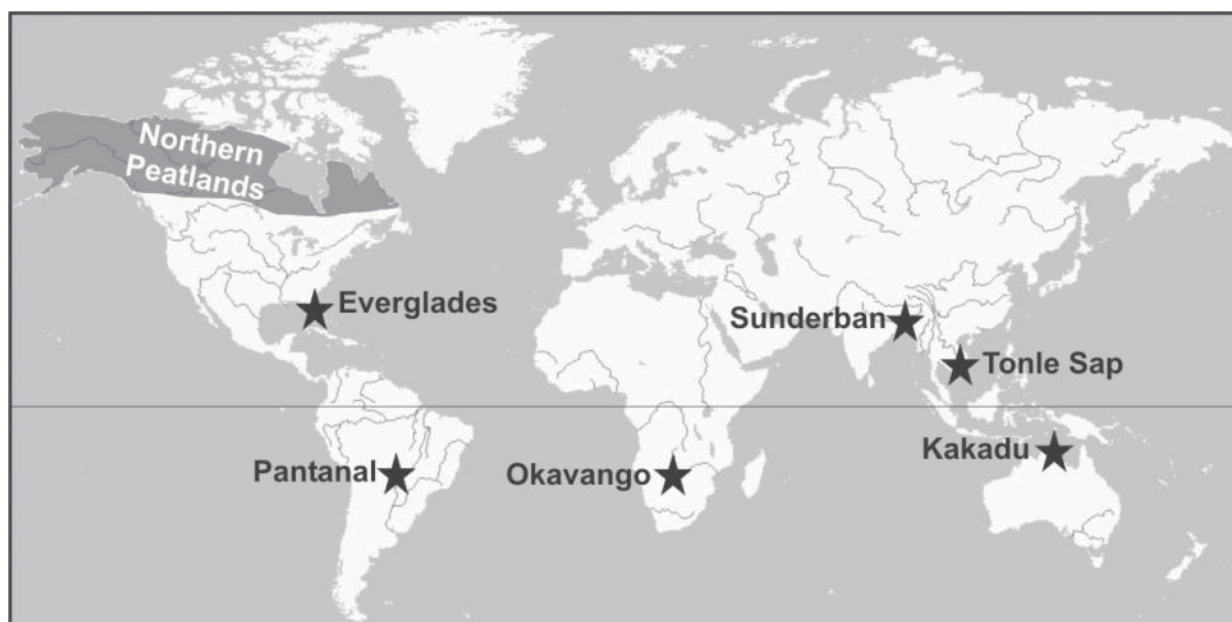 Northern
Peatlands
Everglades
Sunderban
Tonle Sap
Kakadu
Pantanal
Okavango